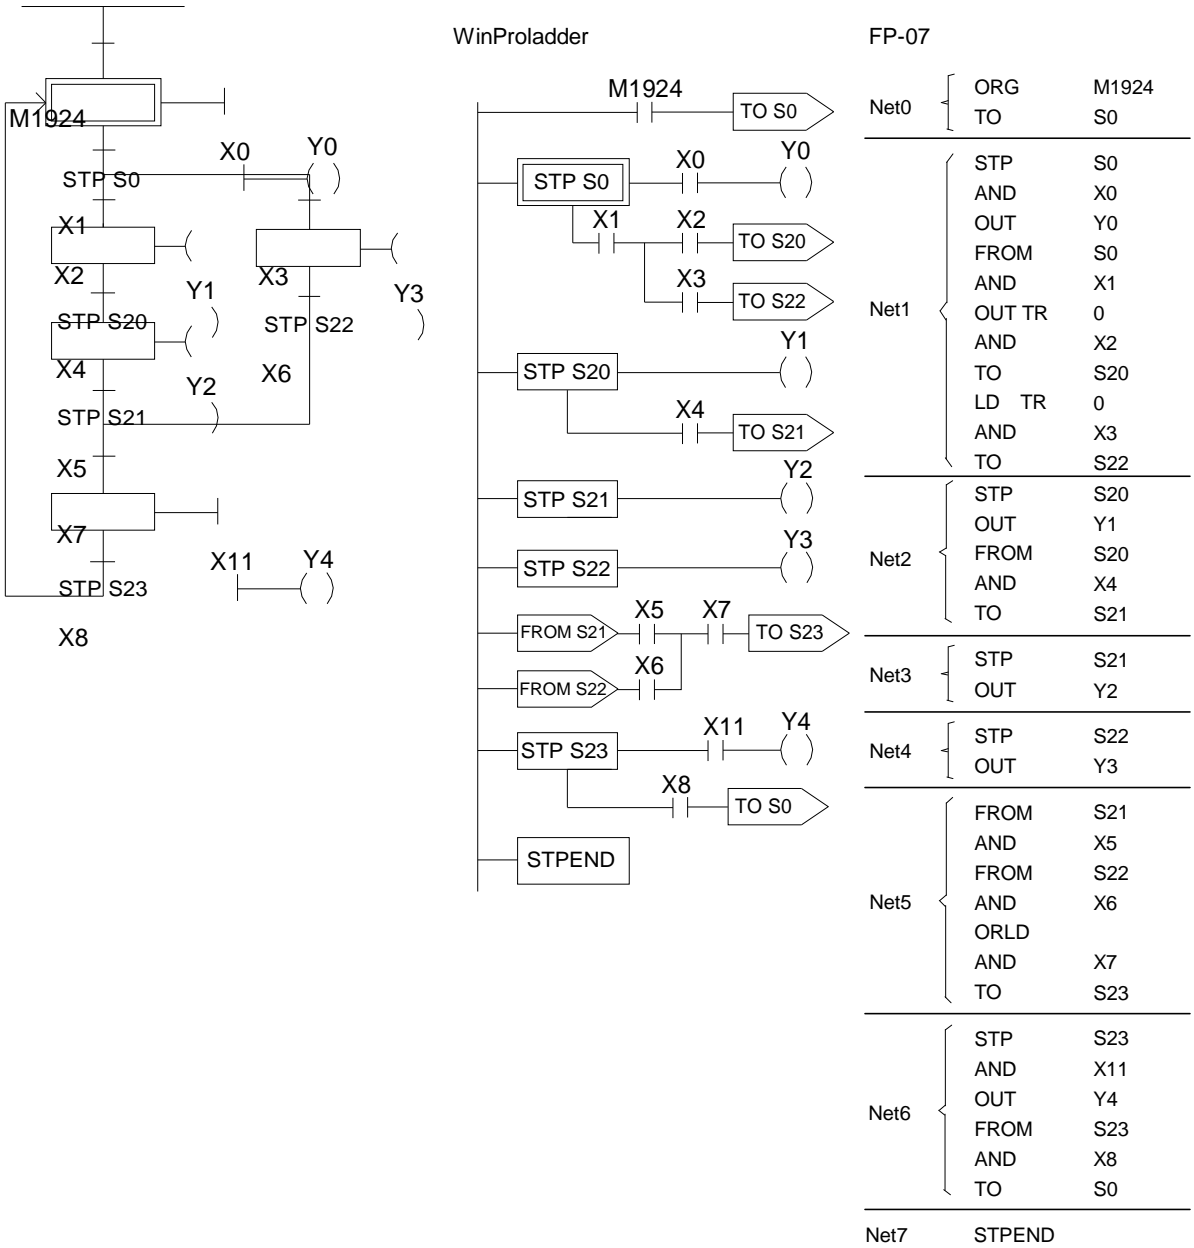 WinProladder
FP-07
M1924
X0 Y0
STP S0
X1
X2
X3
Y1
Y3
STP S20
STP S22
X4
X6
Y2
STP S21
X5
X7
X11 Y4
STP S23
X8
M1924
TO S0
X0 Y0
STP S0
X1 X2
TO S20
X3
TO S22
Y1
STP S20
X4
TO S21
Y2
STP S21
Y3
STP S22
X5 X7
FROM S21
TO S23
X6
FROM S22
X11 Y4
STP S23
X8
TO S0
STPEND
Net0
ORG M1924
TO S0
Net1
STP S0
AND X0
OUT Y0
FROM S0
AND X1
OUT TR 0
AND X2
TO S20
LD TR 0
AND X3
TO S22
Net2
STP S20
OUT Y1
FROM S20
AND X4
TO S21
Net3
STP S21
OUT Y2
Net4
STP S22
OUT Y3
Net5
FROM S21
AND X5
FROM S22
AND X6
ORLD
AND X7
TO S23
Net6
STP S23
AND X11
OUT Y4
FROM S23
AND X8
TO S0
Net7 STPEND